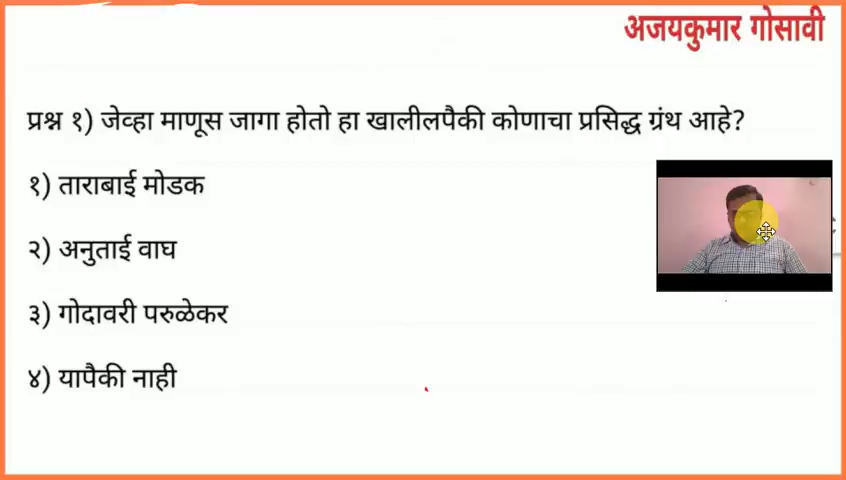 अजयकुमार गोसावी
प्रश्न १) जेव्हा माणूस जागा होतो हा खालीलपैकी कोणाचा प्रसिद्ध ग्रंथ आहे?
१) ताराबाई मोडक
२) अनुताई वाघ
३) गोदावरी परुळेकर
४) यापैकी नाही